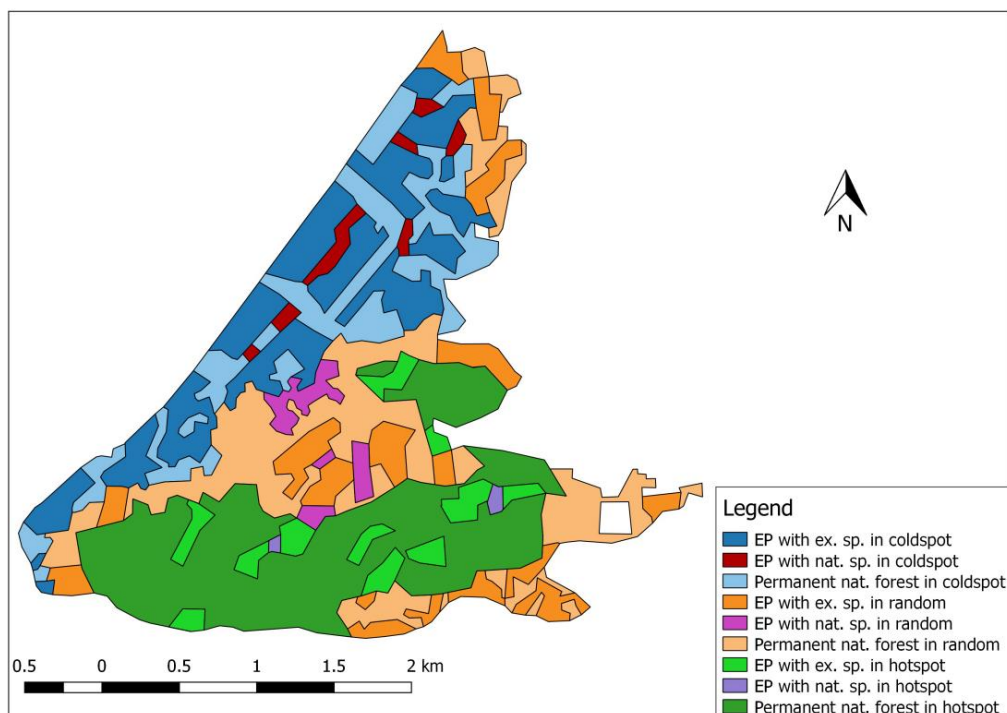 N
Legend
EP with ex. sp. in coldspot
EP with nat. sp. in coldspot
Permanent nat. forest in coldspot
EP with ex. sp. in random
EP with nat. sp. in random
Permanent nat. forest in random
EP with ex. sp. in hotspot
EP with nat. sp. in hotspot
Permanent nat. forest in hotspot
0.5 0 0.5 1 1.5 2 km